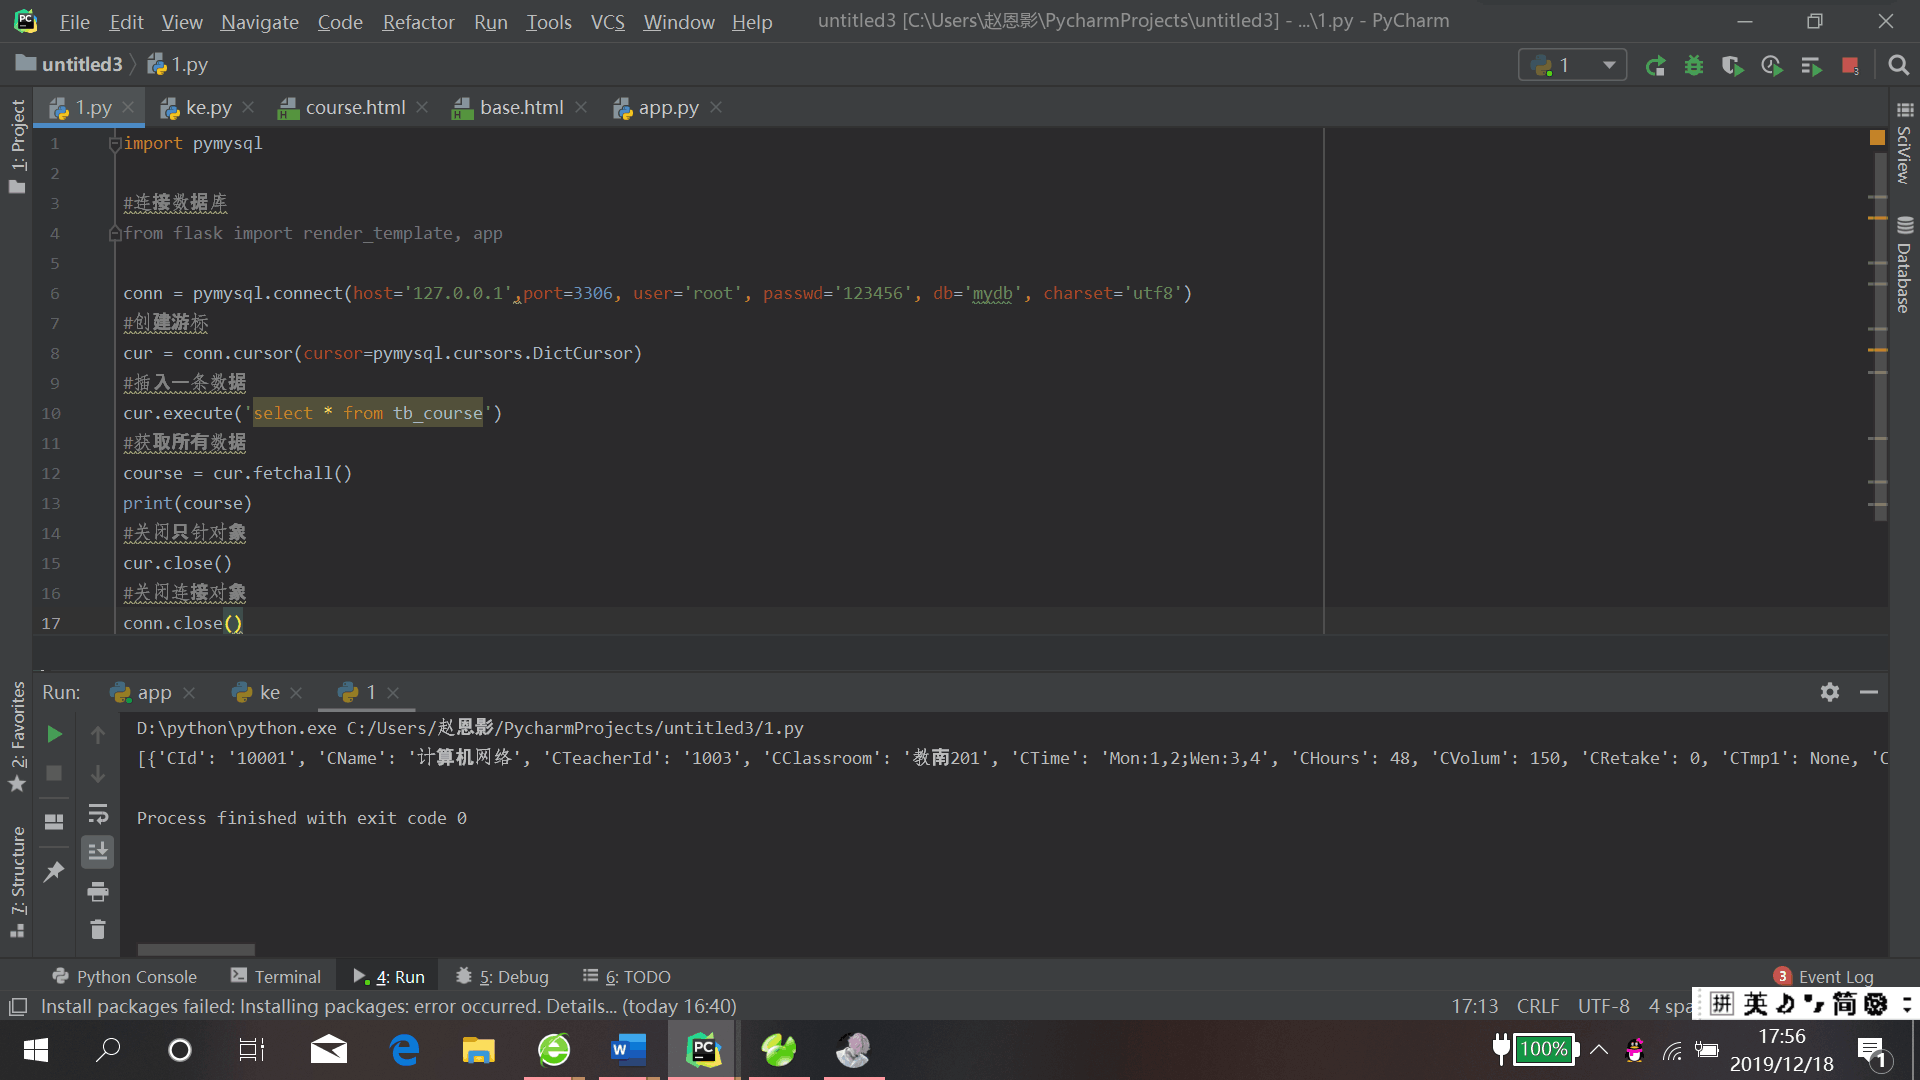 File Edit View Navigate Code Refactor Run Tools VCS Window Help untitled3 [C:\Users\赵恩影\PycharmProjects\untitled3] - ...\1.py - PyCharm
untitled3 1.py 1
1.py ke.py course.html base.html app.py
1: Project
SciView
Database
1 import pymysql
2
3 #连接数据库
4 from flask import render_template, app
5
6 conn = pymysql.connect(host='127.0.0.1',port=3306, user='root', passwd='123456', db='mydb', charset='utf8')
7 #创建游标
8 cur = conn.cursor(cursor=pymysql.cursors.DictCursor)
9 #插入一条数据
10 cur.execute('select * from tb_course')
11 #获取所有数据
12 course = cur.fetchall()
13 print(course)
14 #关闭只针对象
15 cur.close()
16 #关闭连接对象
17 conn.close()
2: Favorites
7: Structure
Run: app ke 1
D:\python\python.exe C:/Users/赵恩影/PycharmProjects/untitled3/1.py
[{'CId': '10001', 'CName': '计算机网络', 'CTeacherId': '1003', 'CClassroom': '教南201', 'CTime': 'Mon:1,2;Wen:3,4', 'CHours': 48, 'CVolum': 150, 'CRetake': 0, 'CTmp1': None, 'C
Process finished with exit code 0
Python Console Terminal 4: Run 5: Debug 6: TODO 3 Event Log
Install packages failed: Installing packages: error occurred. Details... (today 16:40) 17:13 CRLF UTF-8 4 spa
拼 英 简
100% 17:56
2019/12/18 1